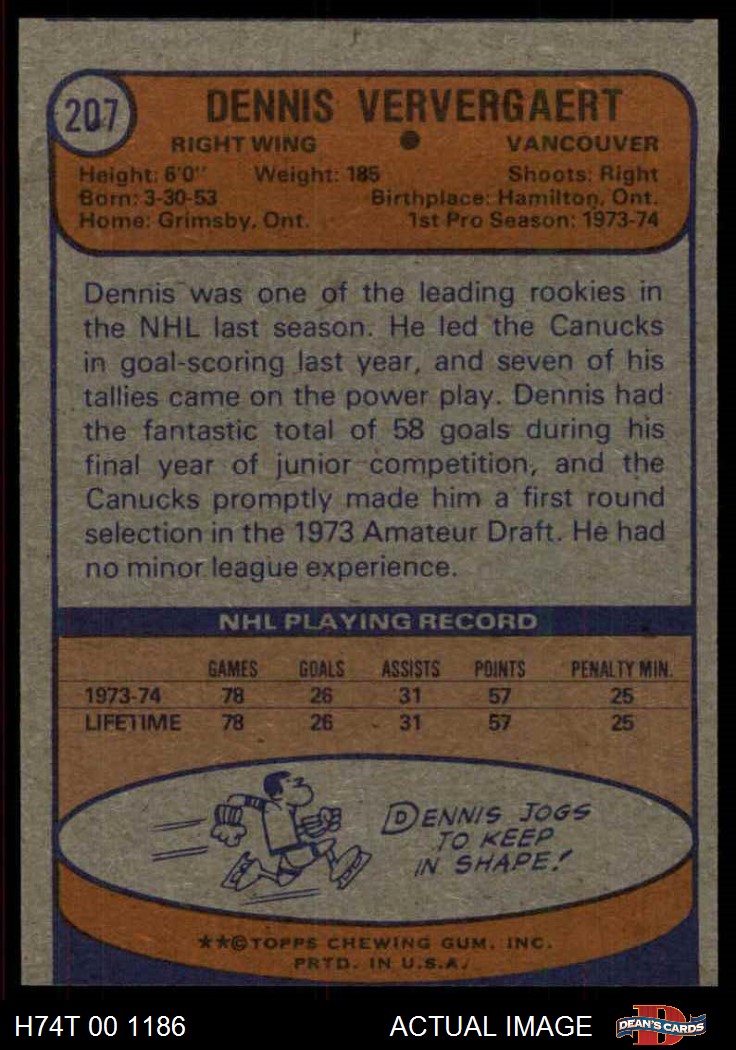 207
DENNIS VERVERGAERT
RIGHT WING ● VANCOUVER
Height: 6'0" Weight: 185 Shoots: Right
Born: 3-30-53 Birthplace: Hamilton, Ont.
Home: Grimsby, Ont. 1st Pro Season: 1973-74
Dennis was one of the leading rookies in
the NHL last season. He led the Canucks
in goal-scoring last year, and seven of his
tallies came on the power play. Dennis had
the fantastic total of 58 goals during his
final year of junior competition, and the
Canucks promptly made him a first round
selection in the 1973 Amateur Draft. He had
no minor league experience.
NHL PLAYING RECORD
GAMES GOALS ASSISTS POINTS PENALTY MIN.
1973-74 78 26 31 57 25
LIFETIME 78 26 31 57 25
DENNIS JOGS
TO KEEP
IN SHAPE!
★★©TOPPS CHEWING GUM, INC.
PRTD. IN U.S.A.
H74T 00 1186 ACTUAL IMAGE DEAN'S CARDS